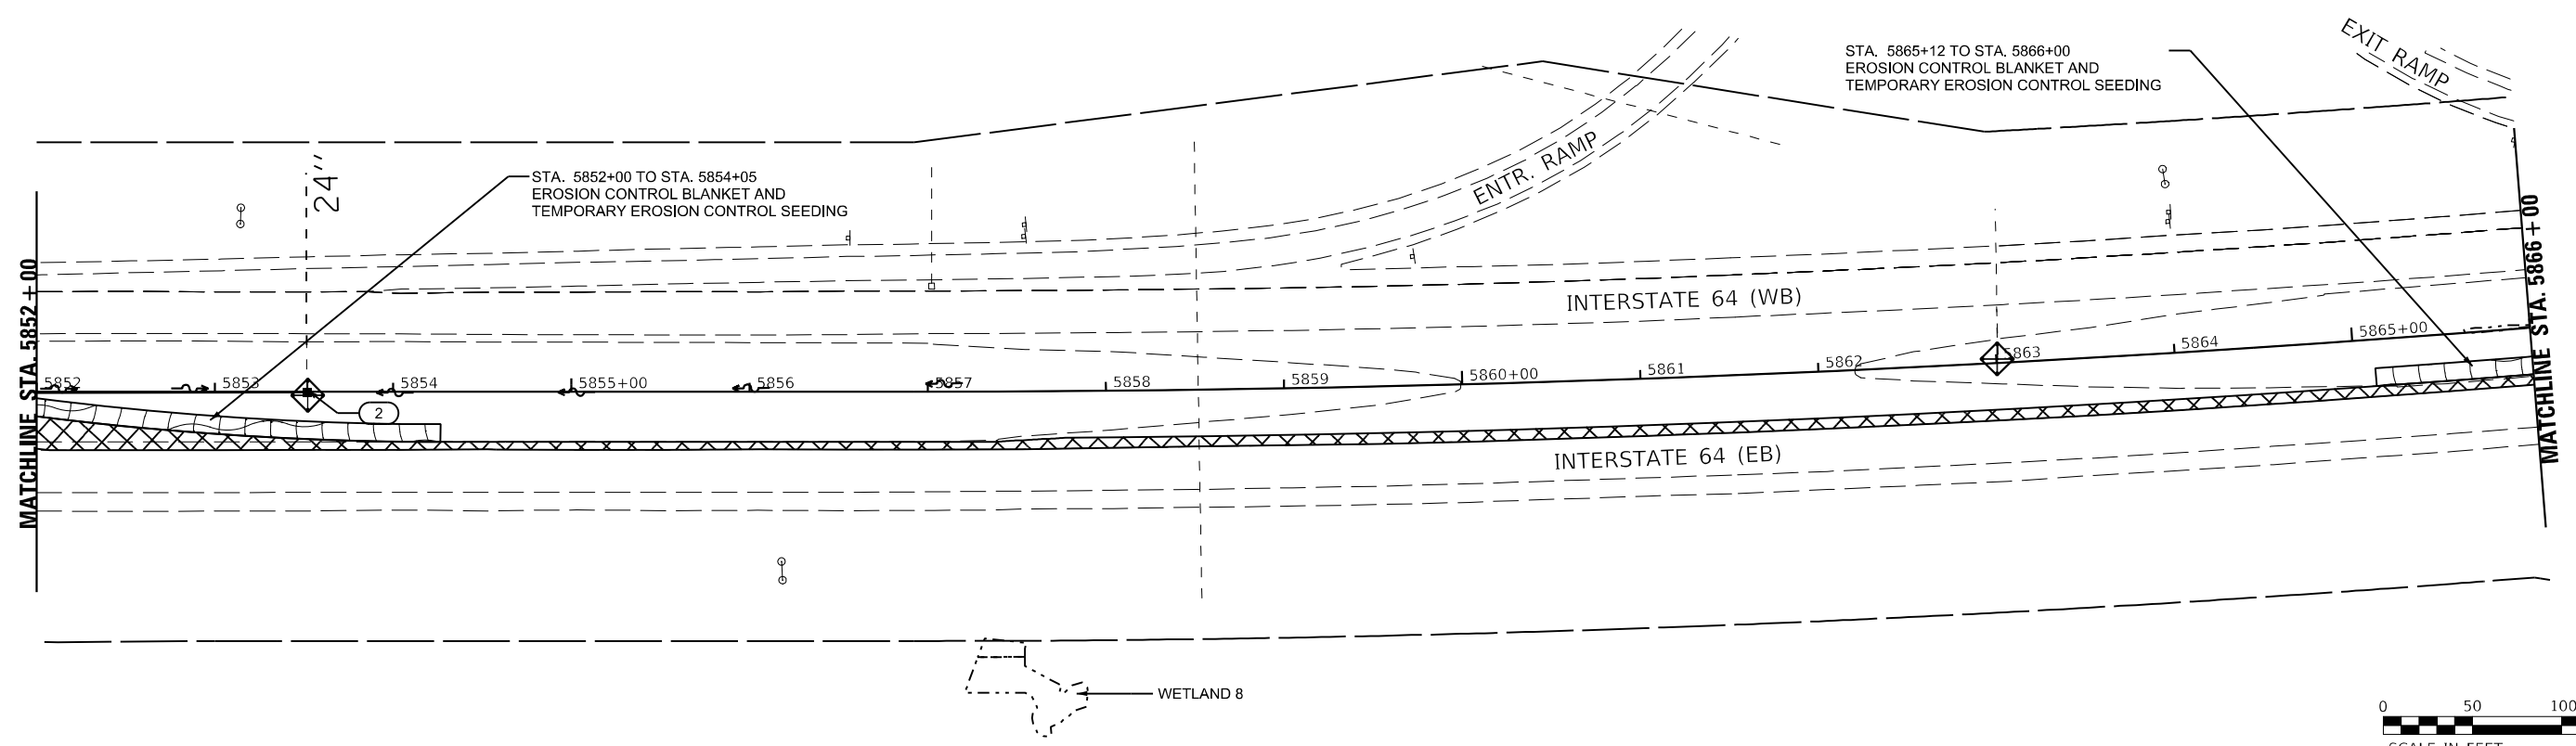 EXIT RAMP
STA. 5865+12 TO STA. 5866+00
EROSION CONTROL BLANKET AND
TEMPORARY EROSION CONTROL SEEDING
24"
STA. 5852+00 TO STA. 5854+05
EROSION CONTROL BLANKET AND
TEMPORARY EROSION CONTROL SEEDING
ENTR. RAMP
MATCHLINE STA. 5852+00
MATCHLINE STA. 5866+00
INTERSTATE 64 (WB)
5852
5853
5854
5855+00
5856
5857
5858
5859
5860+00
5861
5862
5863
5864
5865+00
2
INTERSTATE 64 (EB)
WETLAND 8
0 50 100
SCALE IN FEET